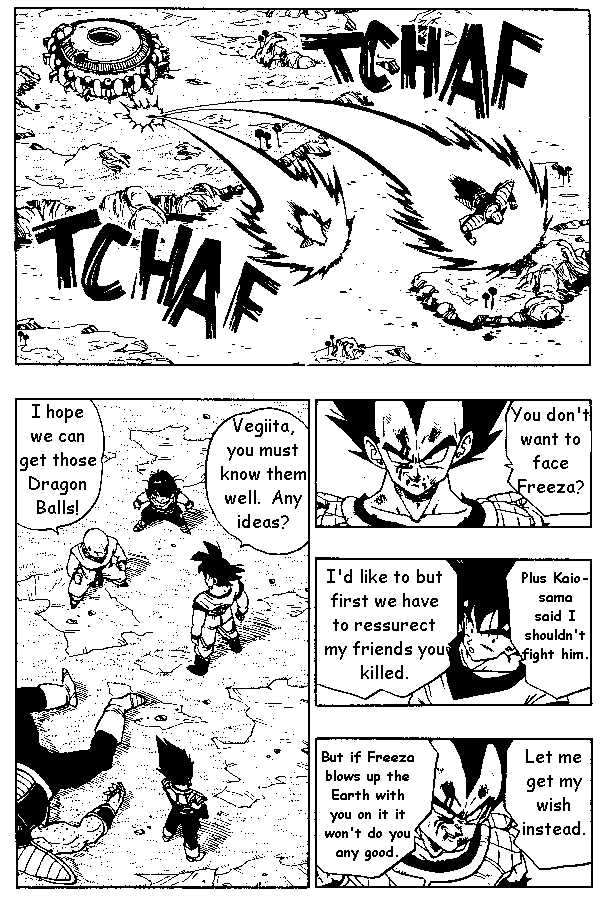 TCHAF
TCHAF
I hope
we can
get those
Dragon
Balls!
Vegiita,
you must
know them
well. Any
ideas?
You don't
want to
face
Freeza?
I'd like to but
first we have
to ressurect
my friends you
killed.
Plus Kaio-
sama
said I
shouldn't
fight him.
But if Freeza
blows up the
Earth with
you on it it
won't do you
any good.
Let me
get my
wish
instead.